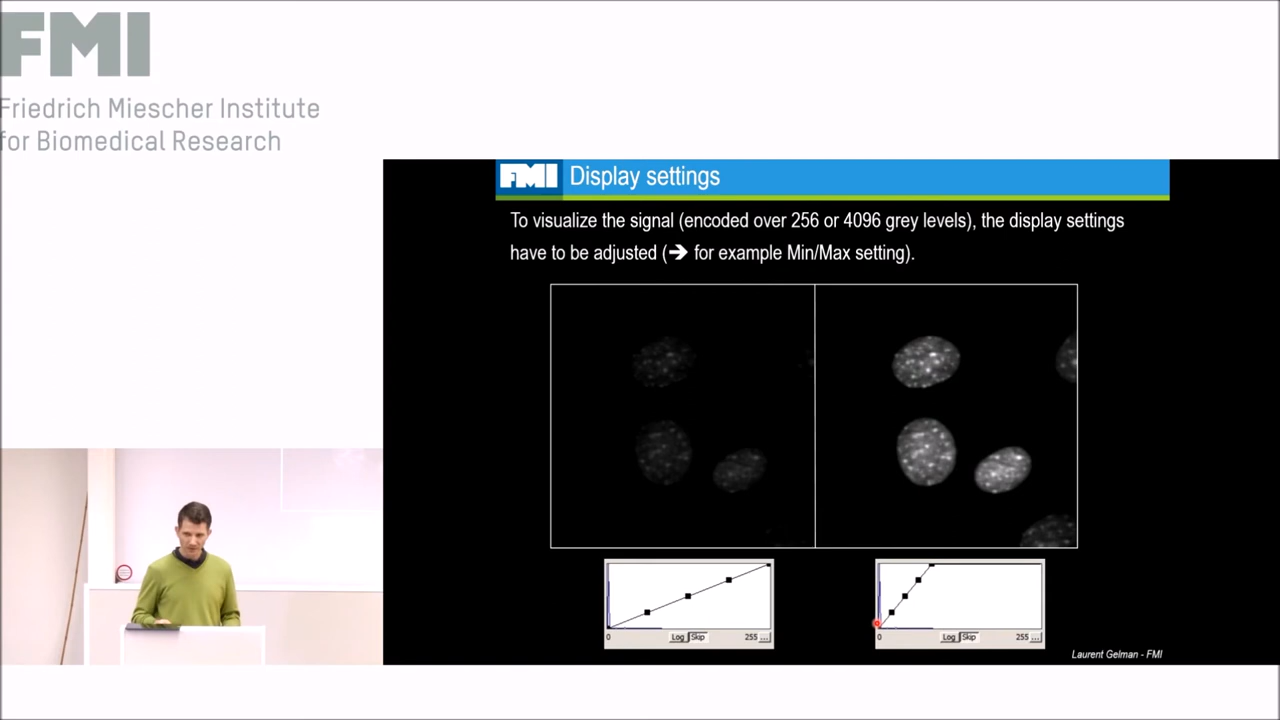 FMI
Friedrich Miescher Institute
for Biomedical Research
FMI Display settings
To visualize the signal (encoded over 256 or 4096 grey levels), the display settings
have to be adjusted (➔ for example Min/Max setting).
0 Log Skip 255 ...
0 Log Skip 255 ...
Laurent Gelman - FMI